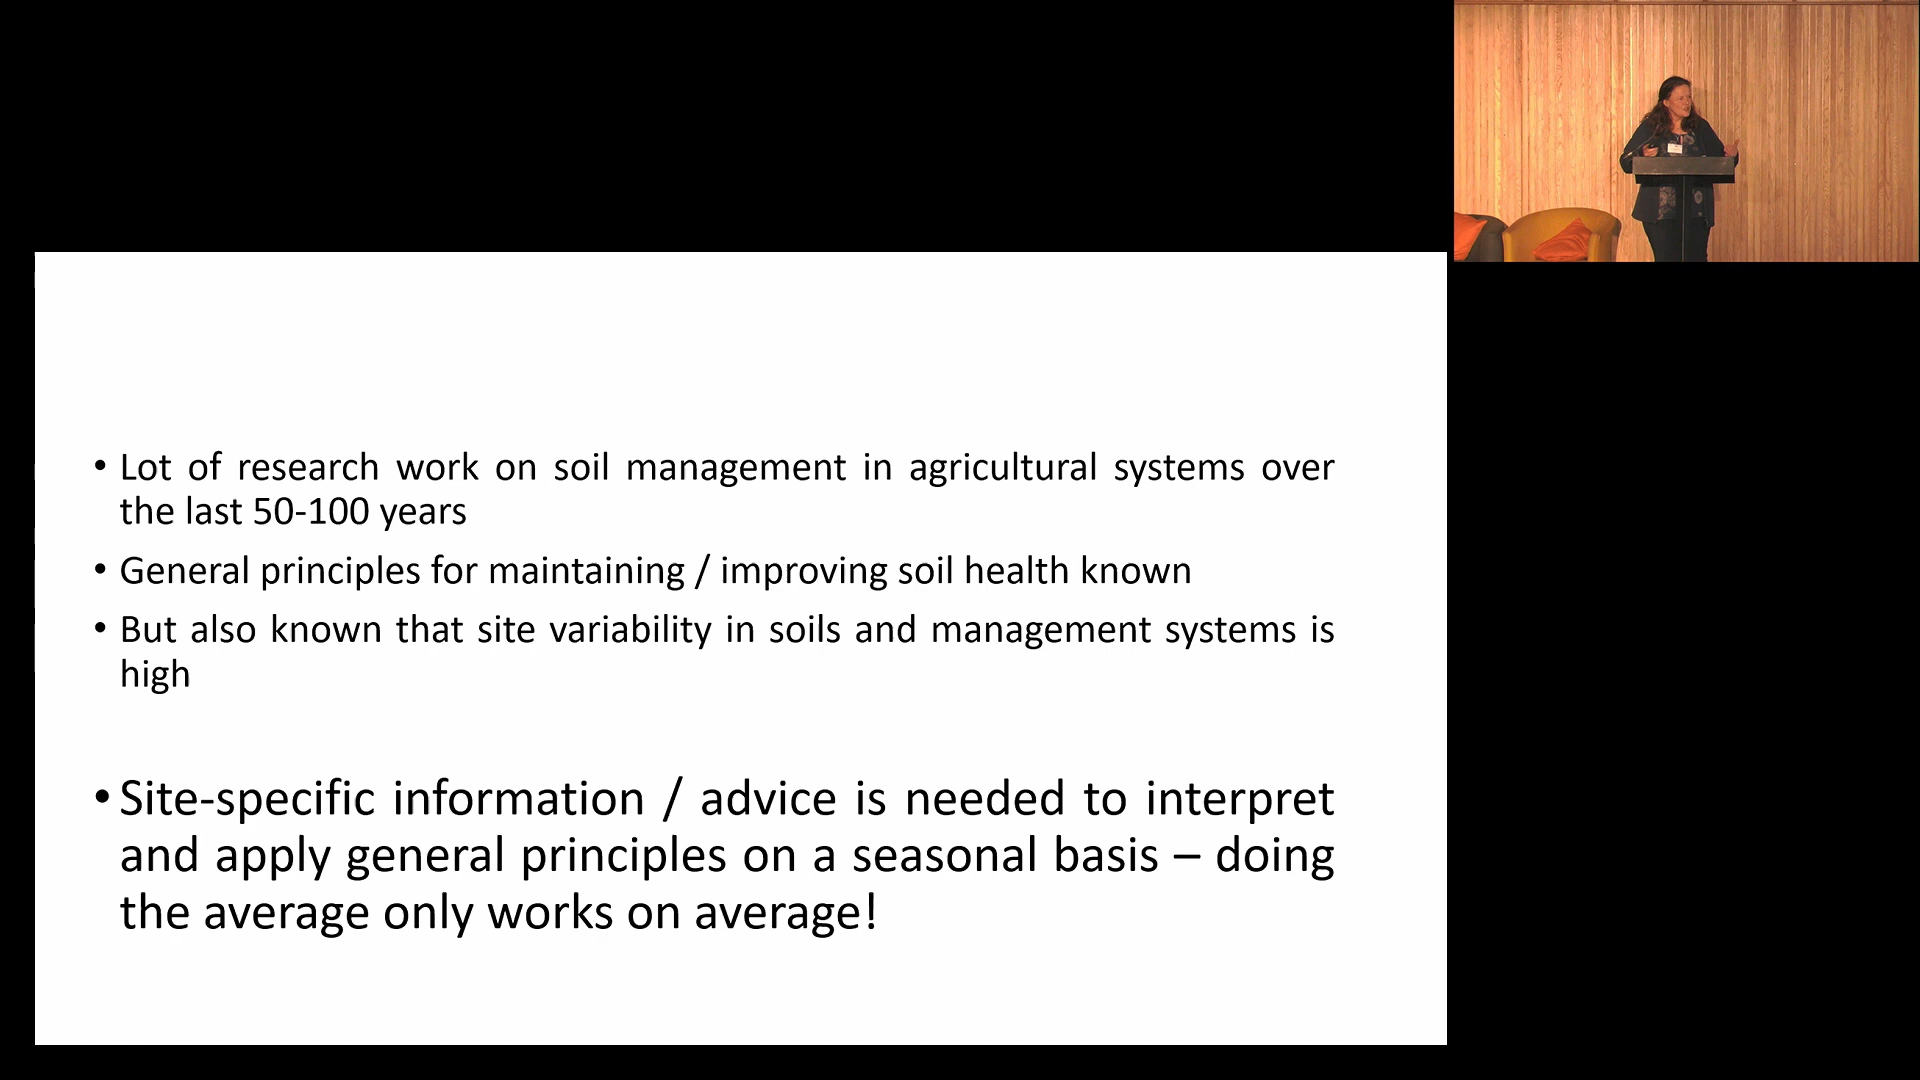 • Lot of research work on soil management in agricultural systems over
the last 50-100 years
• General principles for maintaining / improving soil health known
• But also known that site variability in soils and management systems is
high
• Site-specific information / advice is needed to interpret
and apply general principles on a seasonal basis – doing
the average only works on average!